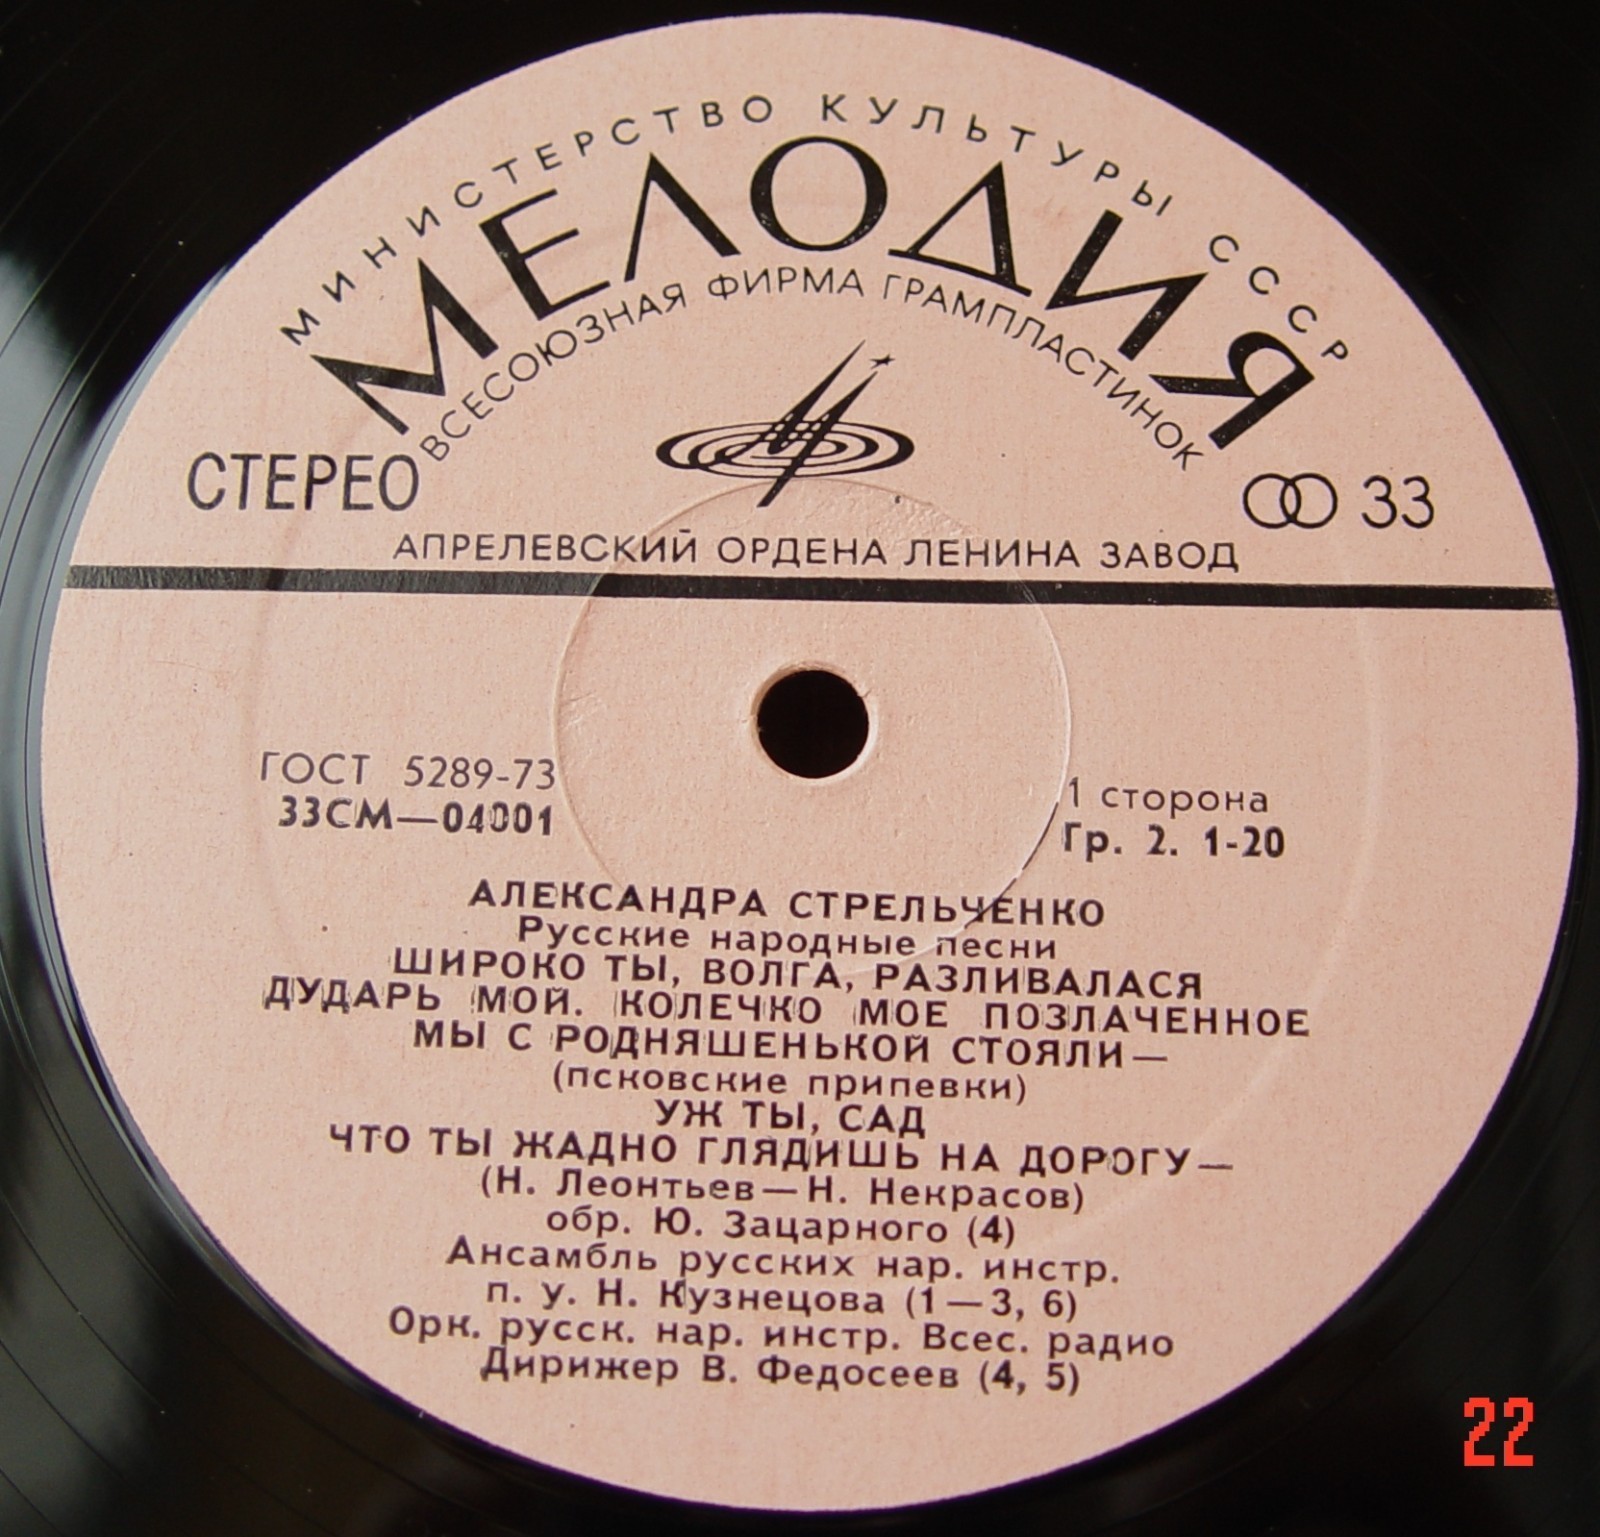 МИНИСТЕРСТВО КУЛЬТУРЫ СССР
МЕЛОДИЯ
ВСЕСОЮЗНАЯ ФИРМА ГРАМПЛАСТИНОК
СТЕРЕО
33
АПРЕЛЕВСКИЙ ОРДЕНА ЛЕНИНА ЗАВОД
ГОСТ 5289-73
33СМ—04001
1 сторона
Гр. 2. 1-20
АЛЕКСАНДРА СТРЕЛЬЧЕНКО
Русские народные песни
ШИРОКО ТЫ, ВОЛГА, РАЗЛИВАЛАСЯ
ДУДАРЬ МОЙ. КОЛЕЧКО МОЕ ПОЗЛАЧЕННОЕ
МЫ С РОДНЯШЕНЬКОЙ СТОЯЛИ—
(псковские припевки)
УЖ ТЫ, САД
ЧТО ТЫ ЖАДНО ГЛЯДИШЬ НА ДОРОГУ—
(Н. Леонтьев—Н. Некрасов)
обр. Ю. Зацарного (4)
Ансамбль русских нар. инстр.
п. у. Н. Кузнецова (1—3, 6)
Орк. русск. нар. инстр. Всес. радио
Дирижер В. Федосеев (4, 5)
22